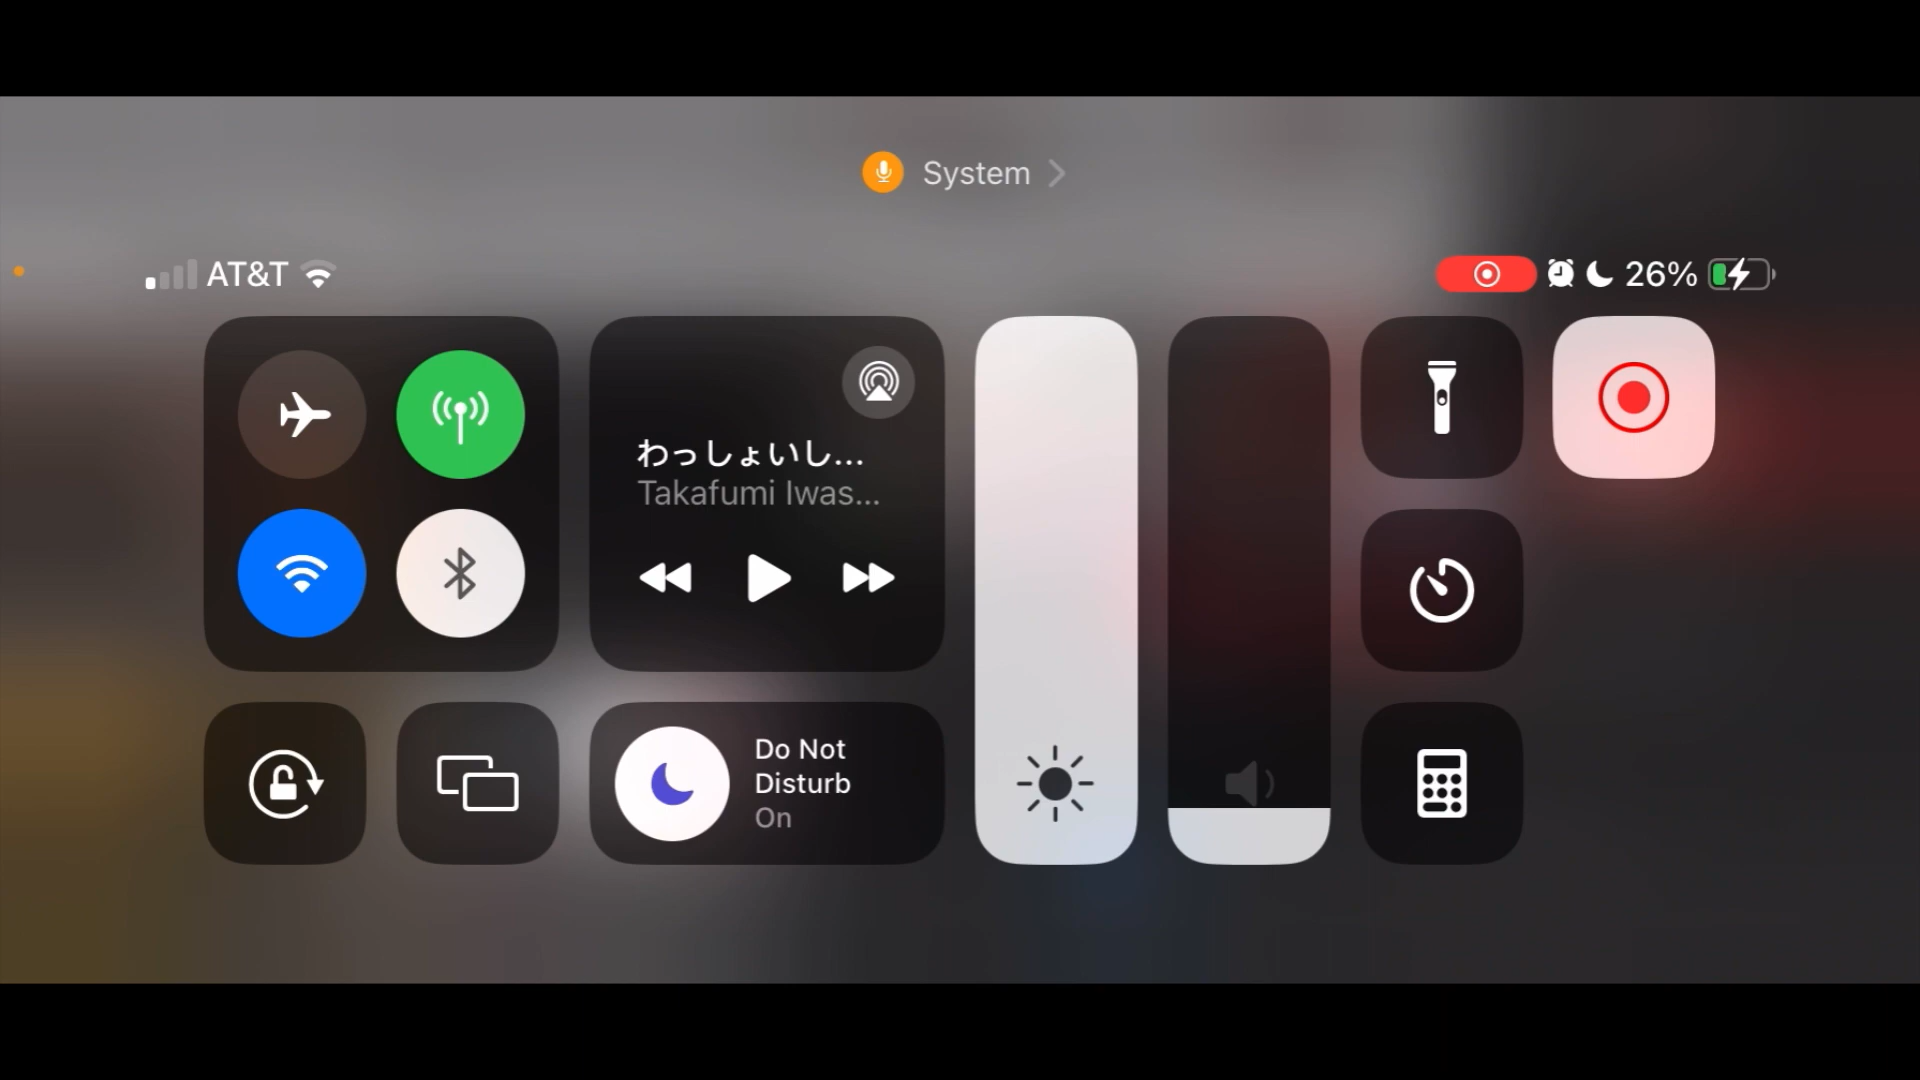 System
AT&T
26%
わっしょいし...
Takafumi Iwas...
Do Not
Disturb
On